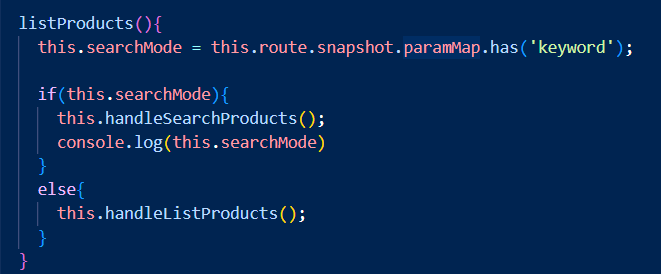 listProducts(){
this.searchMode = this.route.snapshot.paramMap.has('keyword');
if(this.searchMode){
this.handleSearchProducts();
console.log(this.searchMode)
}
else{
this.handleListProducts();
}
}